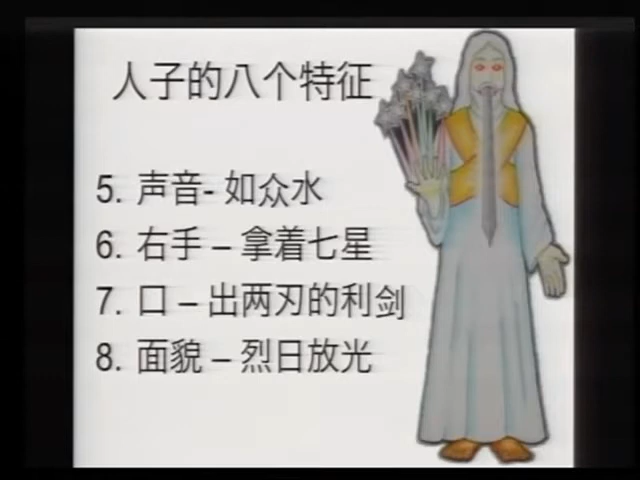 人子的八个特征
5. 声音- 如众水
6. 右手 – 拿着七星
7. 口 – 出两刃的利剑
8. 面貌 – 烈日放光